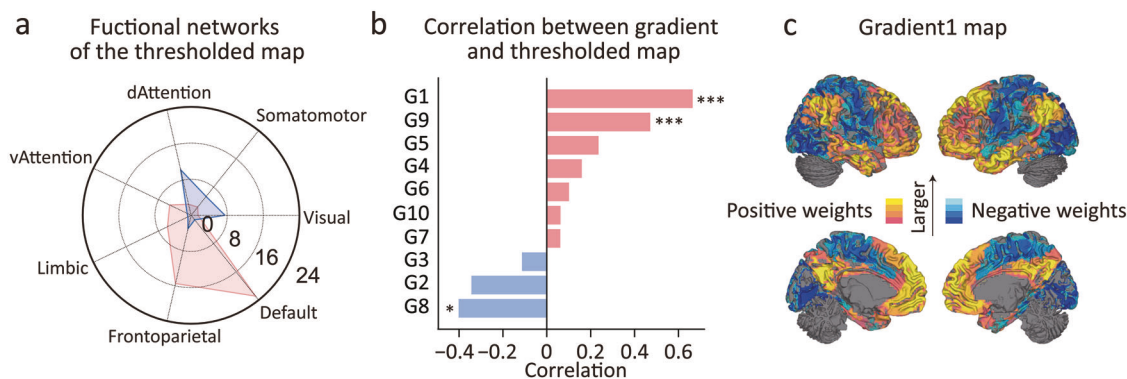 a
Fuctional networks
of the thresholded map
dAttention
Somatomotor
vAttention
Visual
0
8
16
24
Limbic
Default
Frontoparietal
b
Correlation between gradient
and thresholded map
G1
***
G9
***
G5
G4
G6
G10
G7
G3
G2
G8
*
−0.4
−0.2
0
0.2
0.4
0.6
Correlation
c
Gradient1 map
Positive weights
Larger
Negative weights